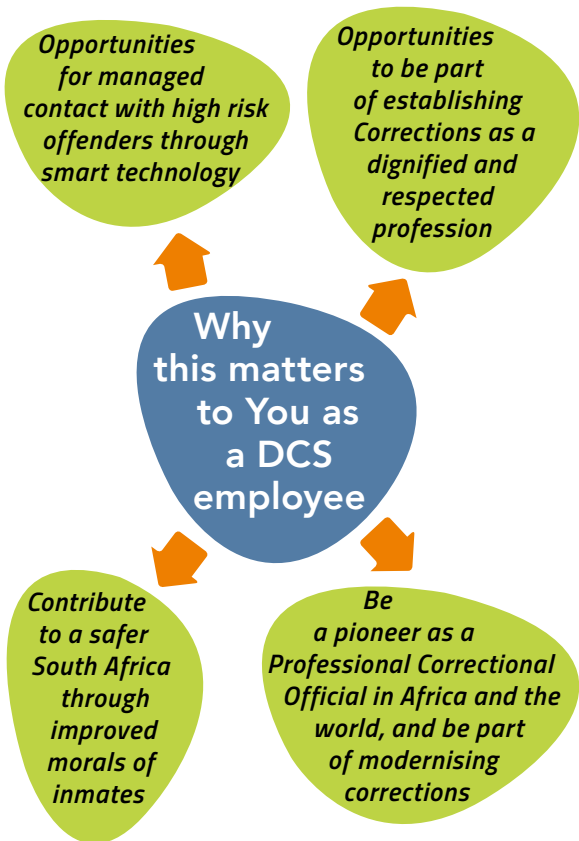 Opportunities
for managed
contact with high risk
offenders through
smart technology
Opportunities
to be part
of establishing
Corrections as a
dignified and
respected
profession
Why
this matters
to You as
a DCS
employee
Contribute
to a safer
South Africa
through
improved
morals of
inmates
Be
a pioneer as a
Professional Correctional
Official in Africa and the
world, and be part
of modernising
corrections